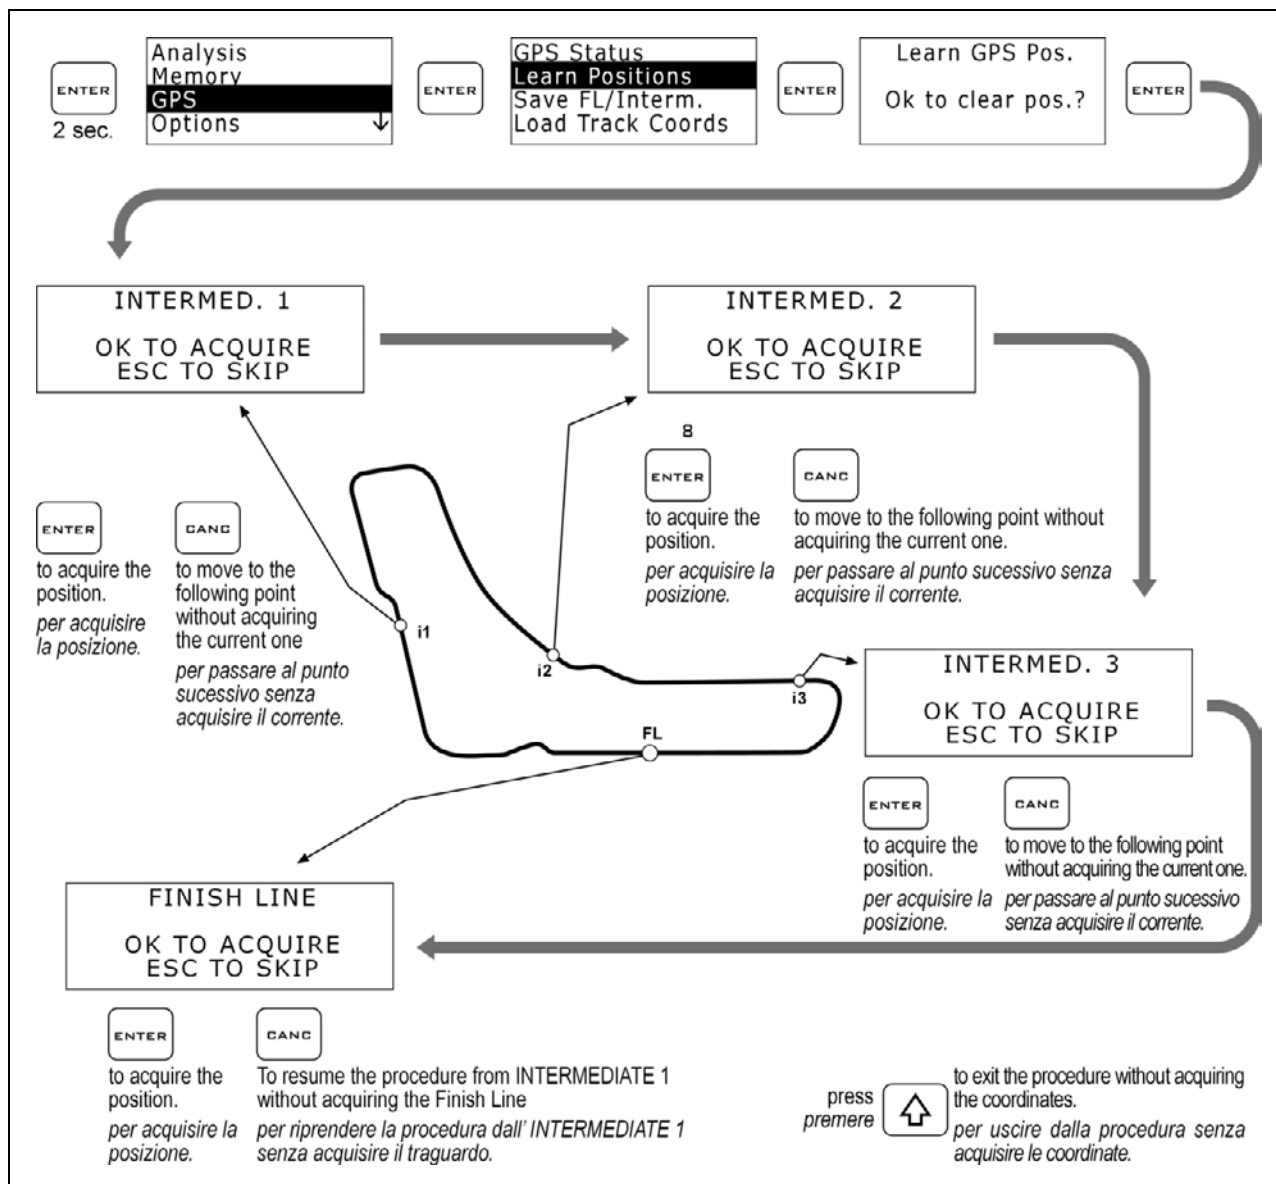 ENTER
2 sec.
Analysis
Memory
GPS
Options
ENTER
GPS Status
Learn Positions
Save FL/Interm.
Load Track Coords
ENTER
Learn GPS Pos.
Ok to clear pos.?
ENTER
INTERMED. 1
OK TO ACQUIRE
ESC TO SKIP
INTERMED. 2
OK TO ACQUIRE
ESC TO SKIP
8
ENTER
to acquire the
position.
per acquisire la
posizione.
CANC
to move to the following point without
acquiring the current one.
per passare al punto sucessivo senza
acquisire il corrente.
ENTER
to acquire the
position.
per acquisire
la posizione.
CANC
to move to the
following point
without acquiring
the current one
per passare al punto
sucessivo senza
acquisire il corrente.
i1
i2
i3
FL
INTERMED. 3
OK TO ACQUIRE
ESC TO SKIP
ENTER
to acquire the
position.
per acquisire la
posizione.
CANC
to move to the following point
without acquiring the current one.
per passare al punto sucessivo
senza acquisire il corrente.
FINISH LINE
OK TO ACQUIRE
ESC TO SKIP
ENTER
to acquire the
position.
per acquisire la
posizione.
CANC
To resume the procedure from INTERMEDIATE 1
without acquiring the Finish Line
per riprendere la procedura dall' INTERMEDIATE 1
senza acquisire il traguardo.
press
premere
to exit the procedure without acquiring
the coordinates.
per uscire dalla procedura senza
acquisire le coordinate.